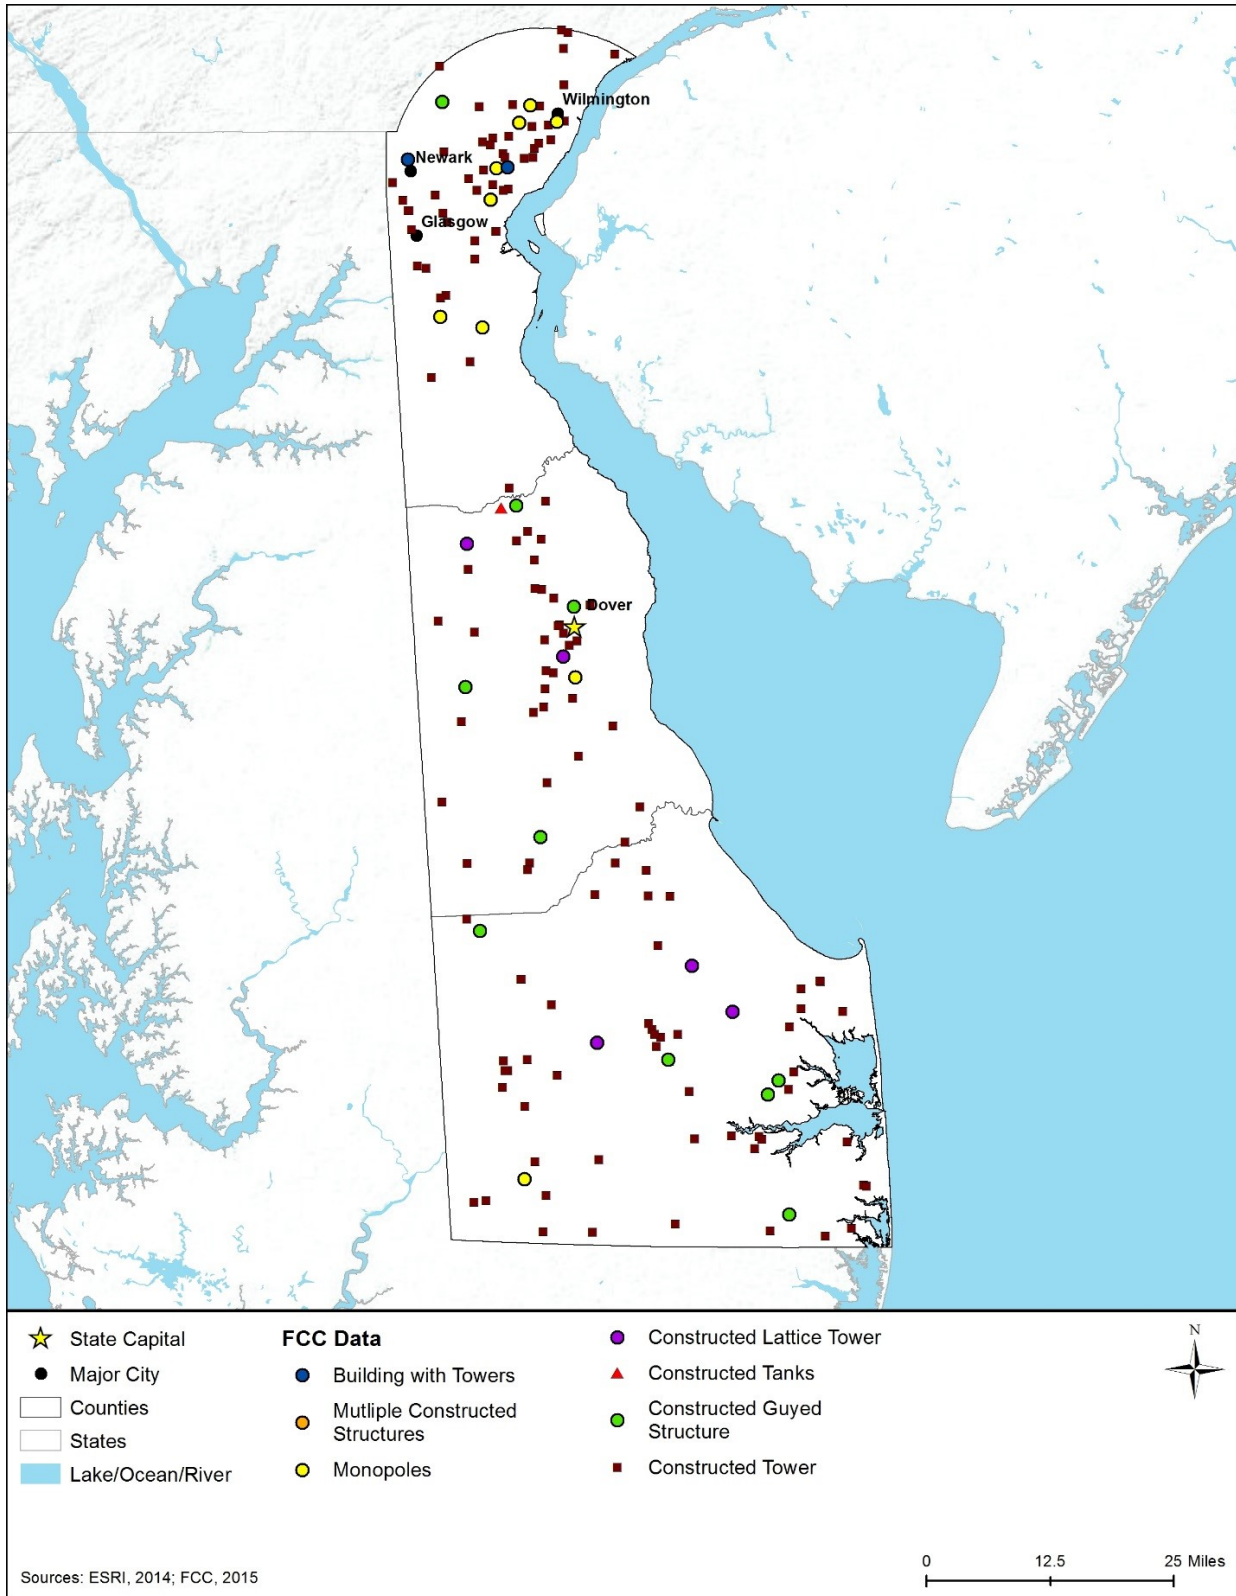 Wilmington
Newark
Glasgow
Dover
State Capital
Major City
Counties
States
Lake/Ocean/River
FCC Data
Building with Towers
Mutliple Constructed
Structures
Monopoles
Constructed Lattice Tower
Constructed Tanks
Constructed Guyed
Structure
Constructed Tower
N
0 12.5 25 Miles
Sources: ESRI, 2014; FCC, 2015